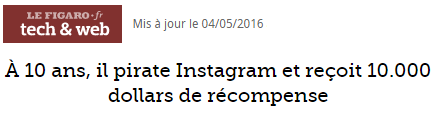 LE FIGARO·fr
tech & web
Mis à jour le 04/05/2016
À 10 ans, il pirate Instagram et reçoit 10.000
dollars de récompense